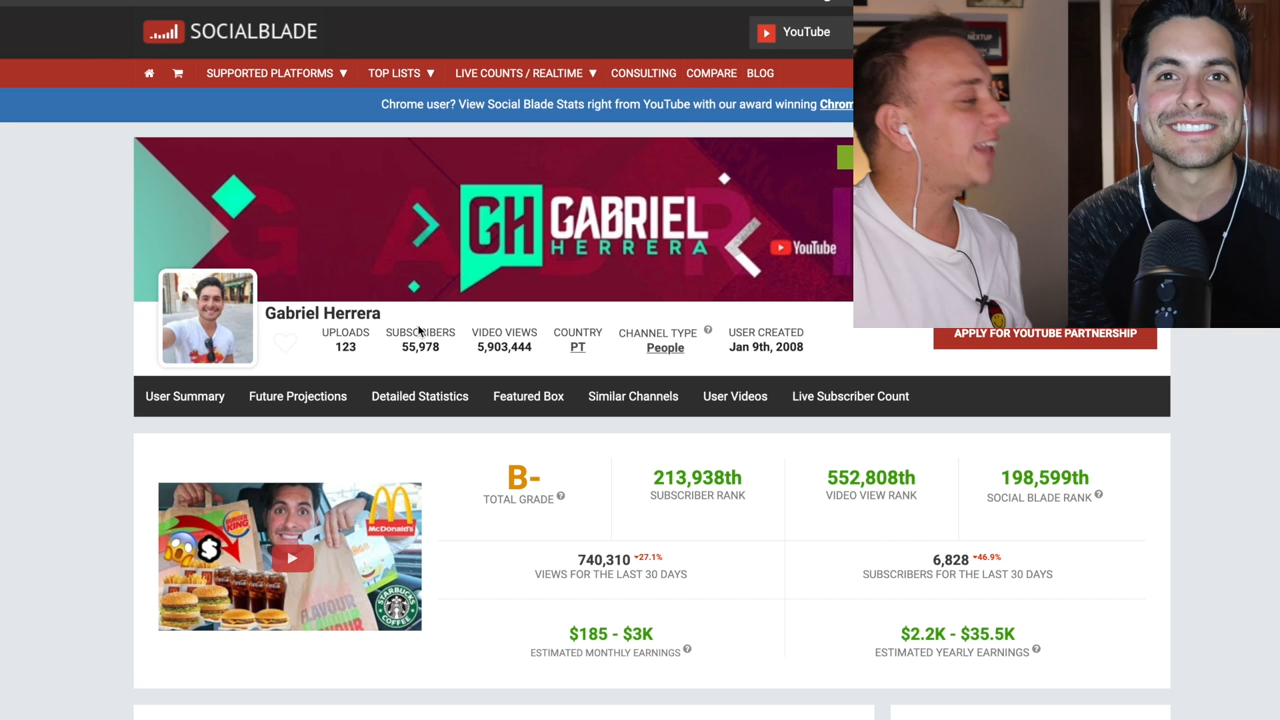 SOCIALBLADE
YouTube
SUPPORTED PLATFORMS ▼ TOP LISTS ▼ LIVE COUNTS / REALTIME ▼ CONSULTING COMPARE BLOG
Chrome user? View Social Blade Stats right from YouTube with our award winning Chrom
GH GABRIEL
HERRERA
YouTube
Gabriel Herrera
UPLOADS SUBSCRIBERS VIDEO VIEWS COUNTRY CHANNEL TYPE USER CREATED
123 55,978 5,903,444 PT People Jan 9th, 2008
APPLY FOR YOUTUBE PARTNERSHIP
User Summary Future Projections Detailed Statistics Featured Box Similar Channels User Videos Live Subscriber Count
B- 213,938th 552,808th 198,599th
TOTAL GRADE SUBSCRIBER RANK VIDEO VIEW RANK SOCIAL BLADE RANK
740,310 27.1% 6,828 46.9%
VIEWS FOR THE LAST 30 DAYS SUBSCRIBERS FOR THE LAST 30 DAYS
$185 - $3K $2.2K - $35.5K
ESTIMATED MONTHLY EARNINGS ESTIMATED YEARLY EARNINGS
BURGER
KING
McDonald's
FLAVOUR
STARBUCKS
COFFEE